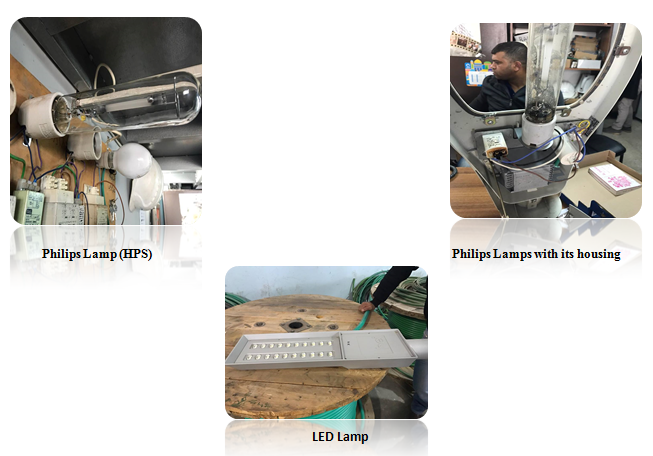 Philips Lamp (HPS)
Philips Lamps with its housing
LED Lamp